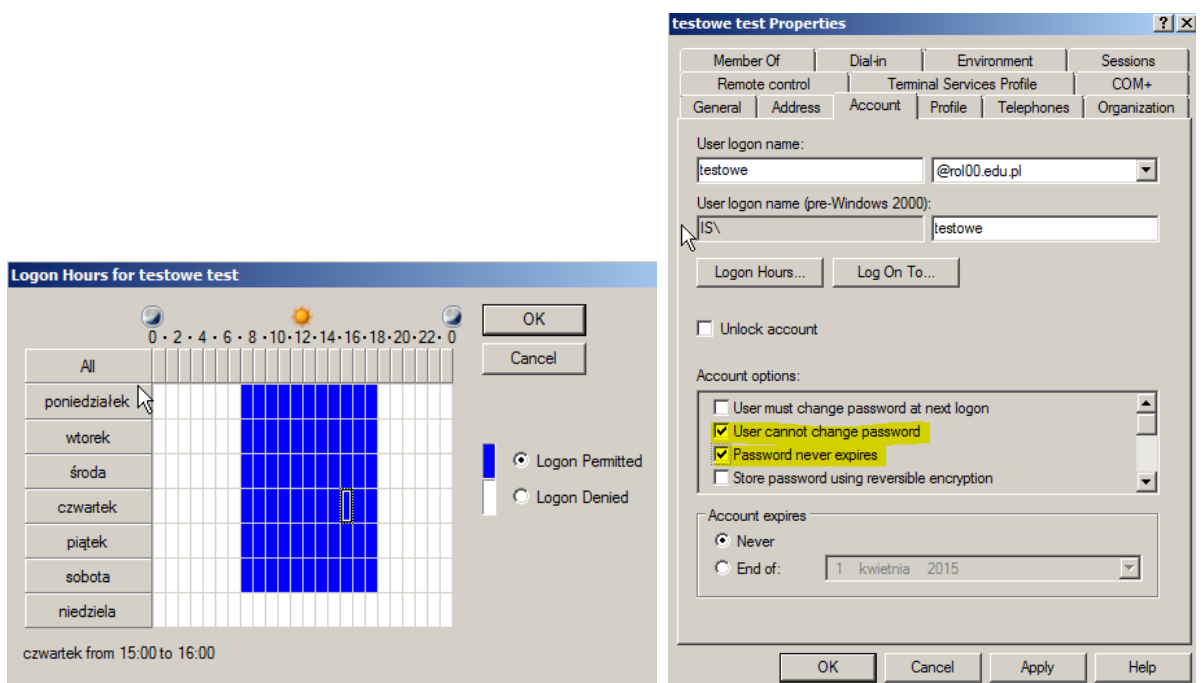 Logon Hours for testowe test
0 · 2 · 4 · 6 · 8 · 10 · 12 · 14 · 16 · 18 · 20 · 22 · 0
All
poniedziałek
wtorek
środa
czwartek
piątek
sobota
niedziela
OK
Cancel
Logon Permitted
Logon Denied
czwartek from 15:00 to 16:00
testowe test Properties
Member Of Dial-in Environment Sessions
Remote control Terminal Services Profile COM+
General Address Account Profile Telephones Organization
User logon name:
testowe @rol00.edu.pl
User logon name (pre-Windows 2000):
IS\ testowe
Logon Hours... Log On To...
Unlock account
Account options:
User must change password at next logon
User cannot change password
Password never expires
Store password using reversible encryption
Account expires
Never
End of: 1 kwietnia 2015
OK Cancel Apply Help